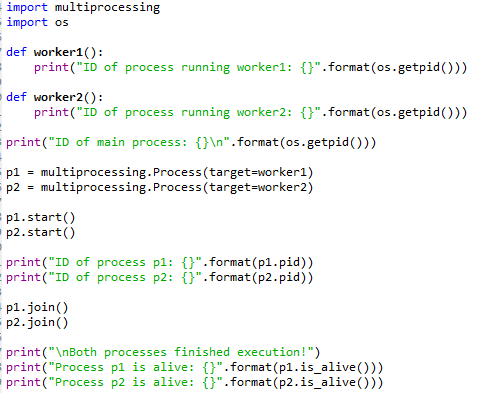 import multiprocessing
import os
def worker1():
print("ID of process running worker1: {}".format(os.getpid()))
def worker2():
print("ID of process running worker2: {}".format(os.getpid()))
print("ID of main process: {}\n".format(os.getpid()))
p1 = multiprocessing.Process(target=worker1)
p2 = multiprocessing.Process(target=worker2)
p1.start()
p2.start()
print("ID of process p1: {}".format(p1.pid))
print("ID of process p2: {}".format(p2.pid))
p1.join()
p2.join()
print("\nBoth processes finished execution!")
print("Process p1 is alive: {}".format(p1.is_alive()))
print("Process p2 is alive: {}".format(p2.is_alive()))